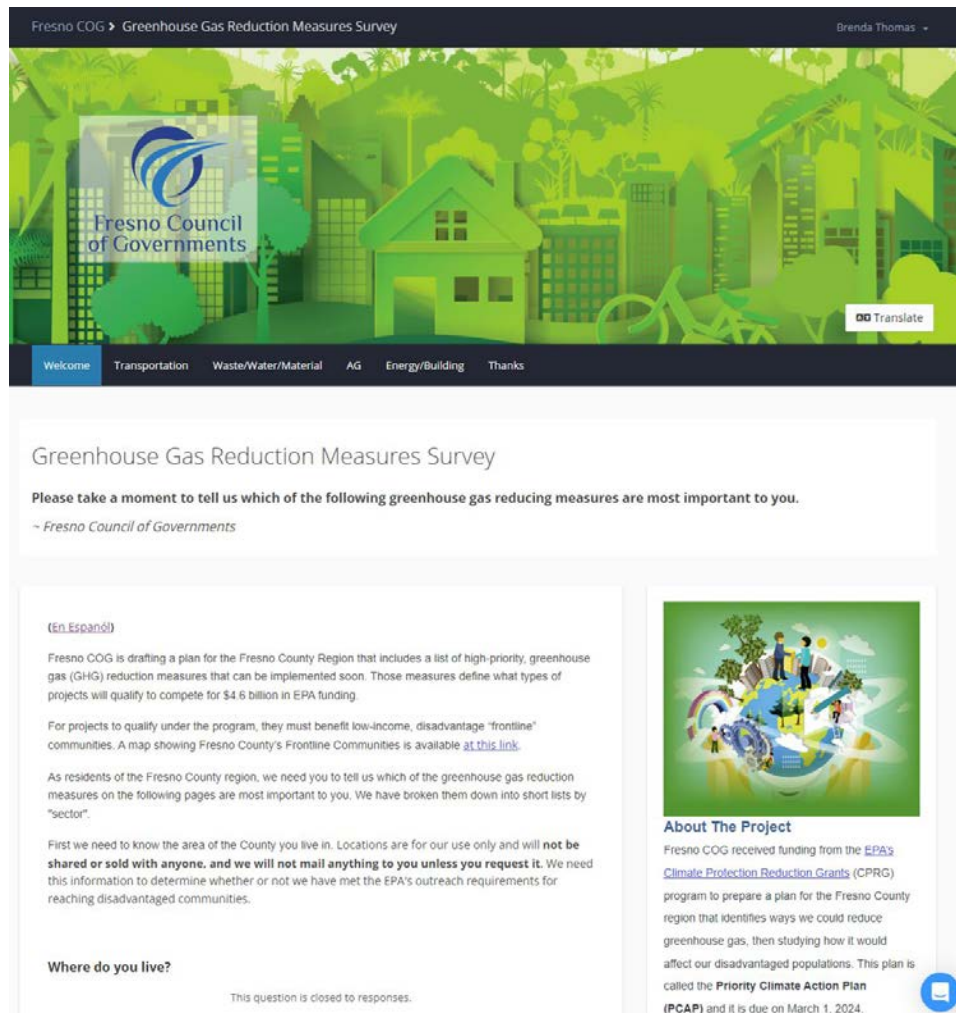 Fresno COG > Greenhouse Gas Reduction Measures Survey
Brenda Thomas
Fresno Council
of Governments
Translate
Welcome Transportation Waste/Water/Material AG Energy/Building Thanks
Greenhouse Gas Reduction Measures Survey
Please take a moment to tell us which of the following greenhouse gas reducing measures are most important to you.
~ Fresno Council of Governments
(En Españól)
Fresno COG is drafting a plan for the Fresno County Region that includes a list of high-priority, greenhouse
gas (GHG) reduction measures that can be implemented soon. Those measures define what types of
projects will qualify to compete for $4.6 billion in EPA funding.
For projects to qualify under the program, they must benefit low-income, disadvantage "frontline"
communities. A map showing Fresno County's Frontline Communities is available at this link.
As residents of the Fresno County region, we need you to tell us which of the greenhouse gas reduction
measures on the following pages are most important to you. We have broken them down into short lists by
"sector".
First we need to know the area of the County you live in. Locations are for our use only and will not be
shared or sold with anyone, and we will not mail anything to you unless you request it. We need
this information to determine whether or not we have met the EPA's outreach requirements for
reaching disadvantaged communities.
Where do you live?
This question is closed to responses.
About The Project
Fresno COG received funding from the EPA's
Climate Protection Reduction Grants (CPRG)
program to prepare a plan for the Fresno County
region that identifies ways we could reduce
greenhouse gas, then studying how it would
affect our disadvantaged populations. This plan is
called the Priority Climate Action Plan
(PCAP) and it is due on March 1, 2024.